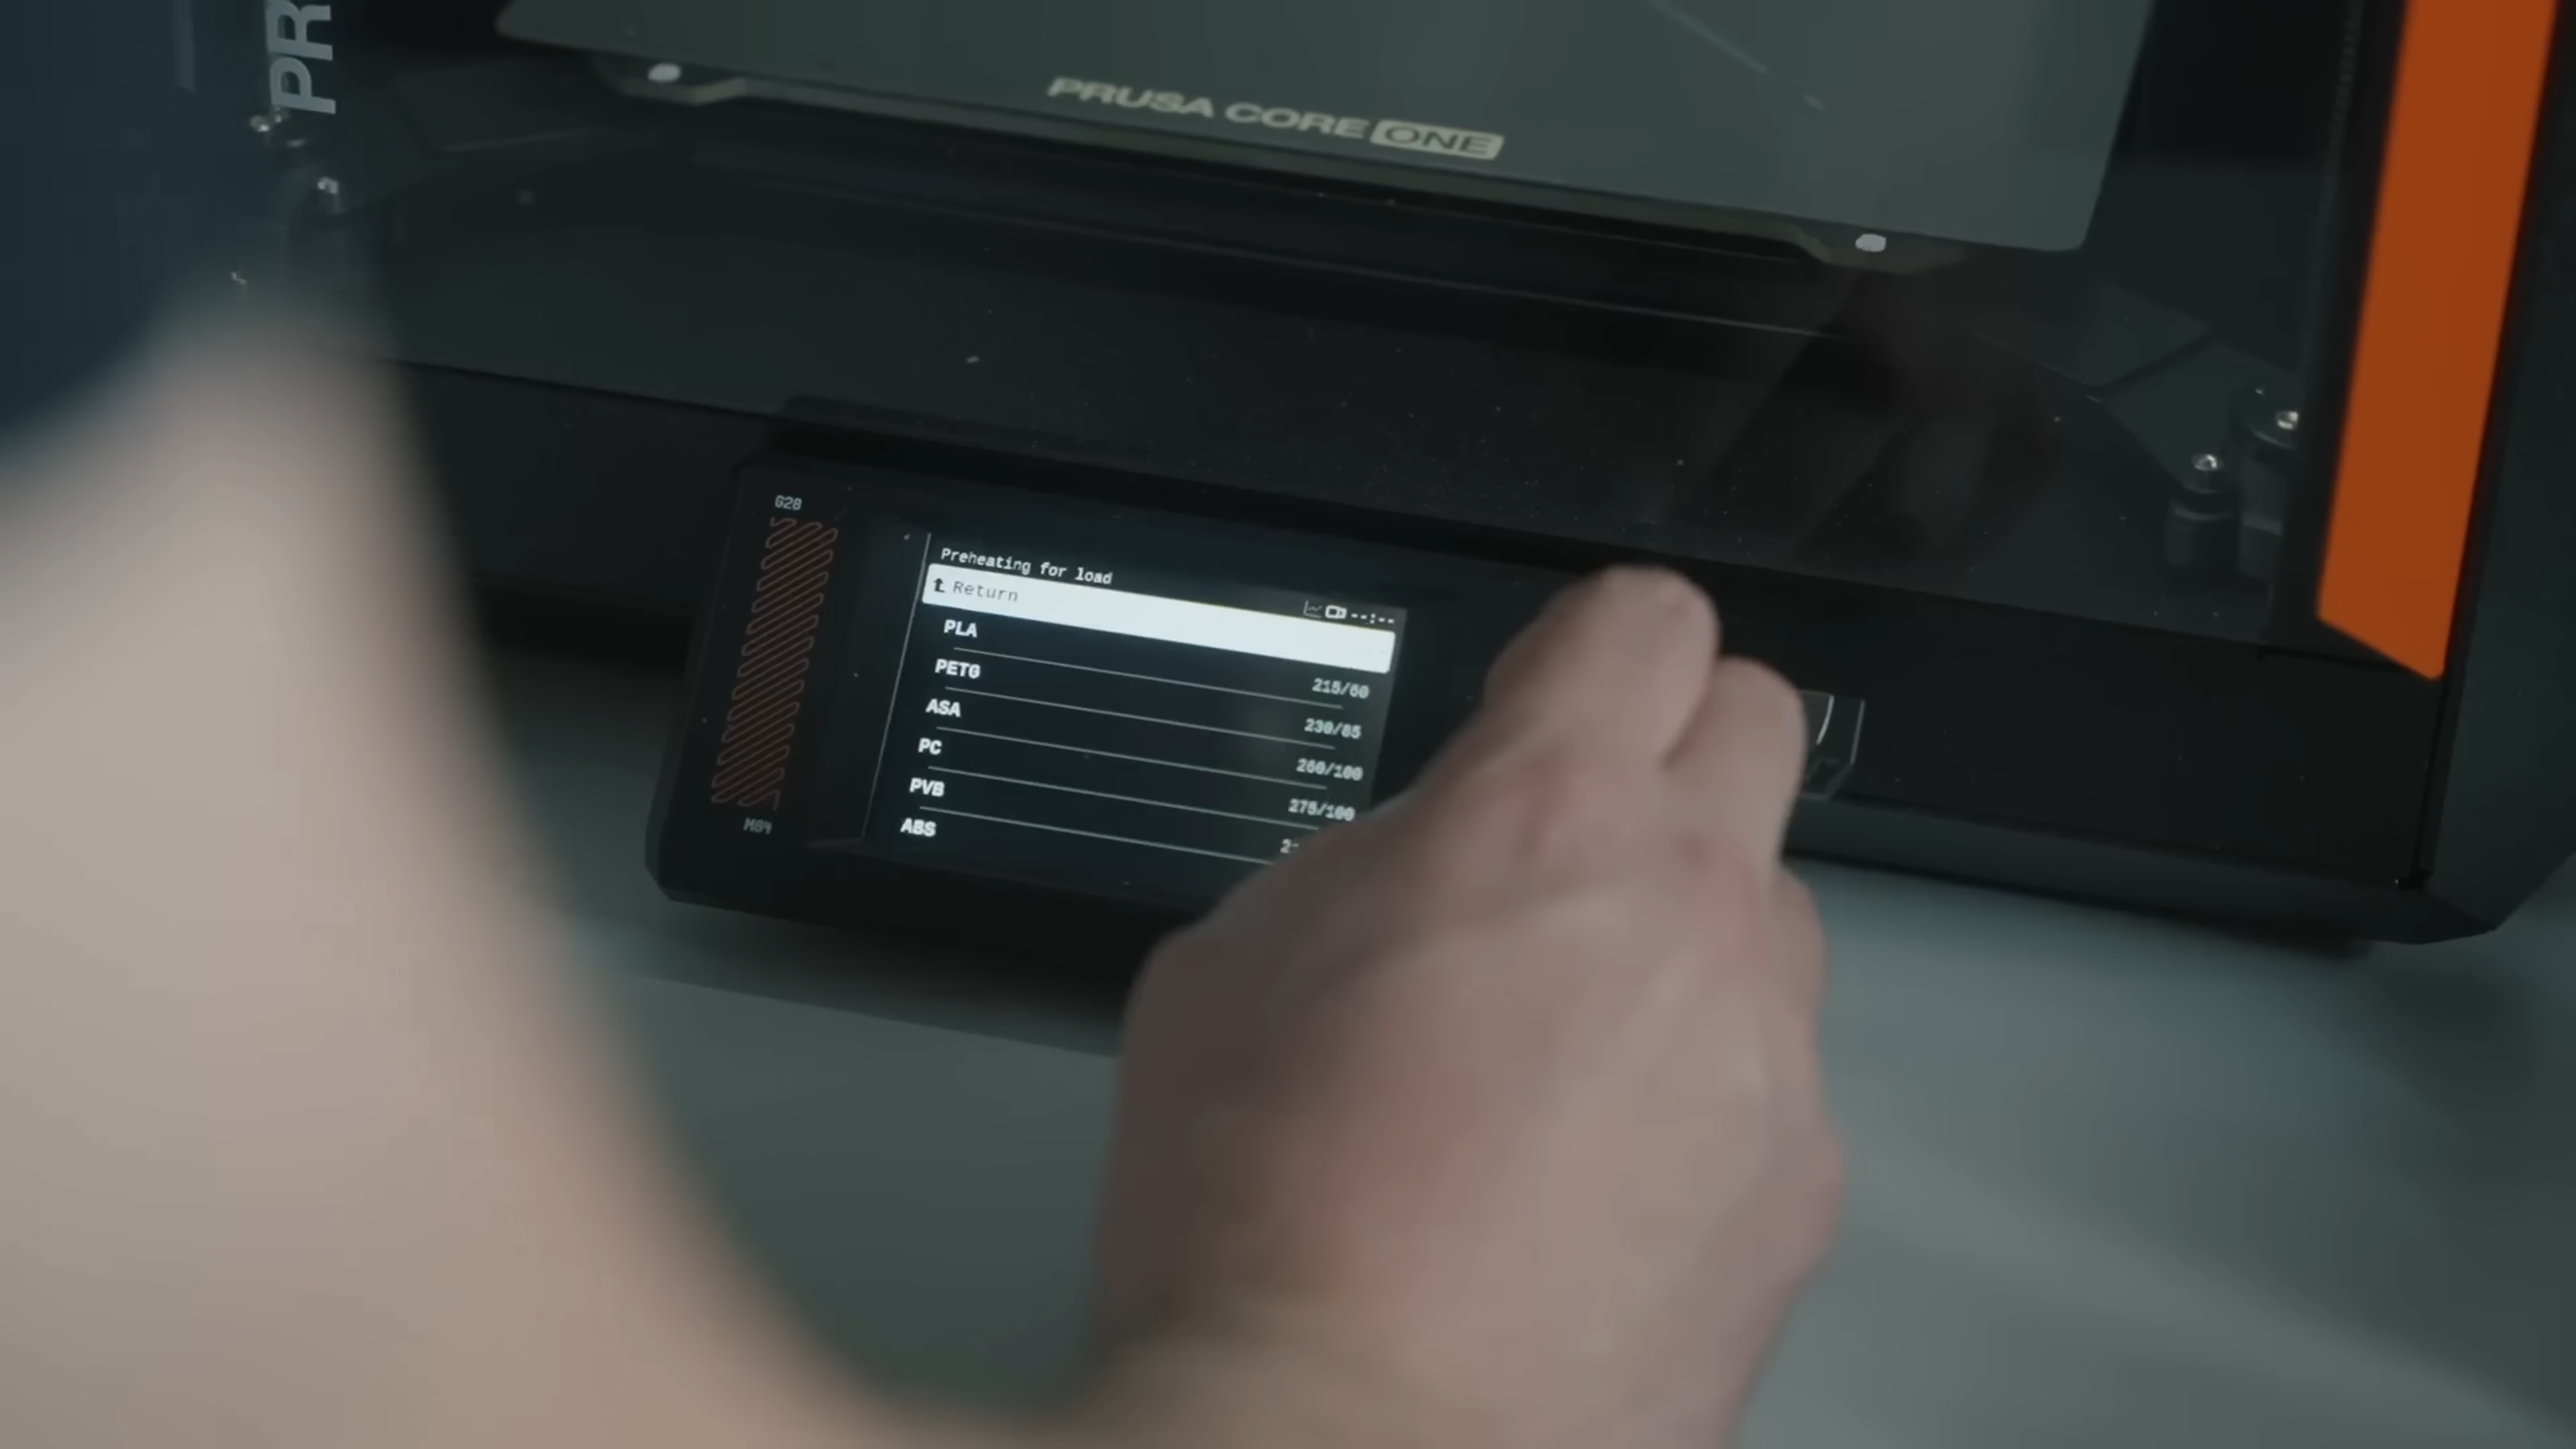 PR
PRUSA CORE ONE
G28
Preheating for load
--:--
Return
PLA
215/60
PETG
230/85
ASA
260/100
PC
275/100
PVB
ABS
M84